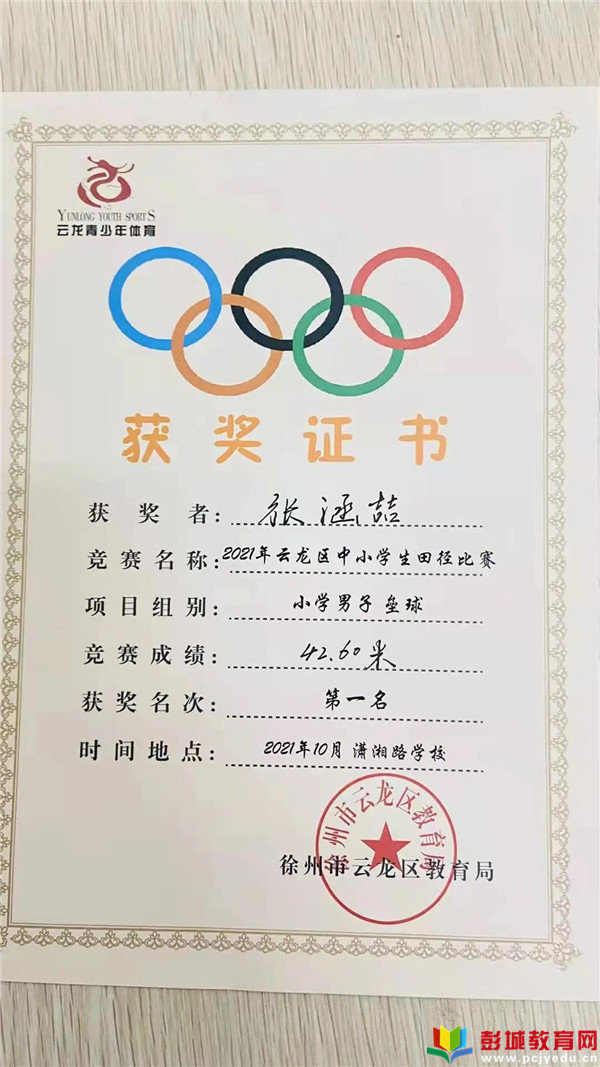 YUNLONG YOUTH SPORTS
云龙青少年体育
获奖证书
获奖者:张涵喆
竞赛名称:2021年云龙区中小学生田径比赛
项目组别:小学男子垒球
竞赛成绩:42.60米
获奖名次:第一名
时间地点:2021年10月 潇湘路学校
徐州市云龙区教育局
徐州市云龙区教育局
彭城教育网
www.pcjyedu.cn